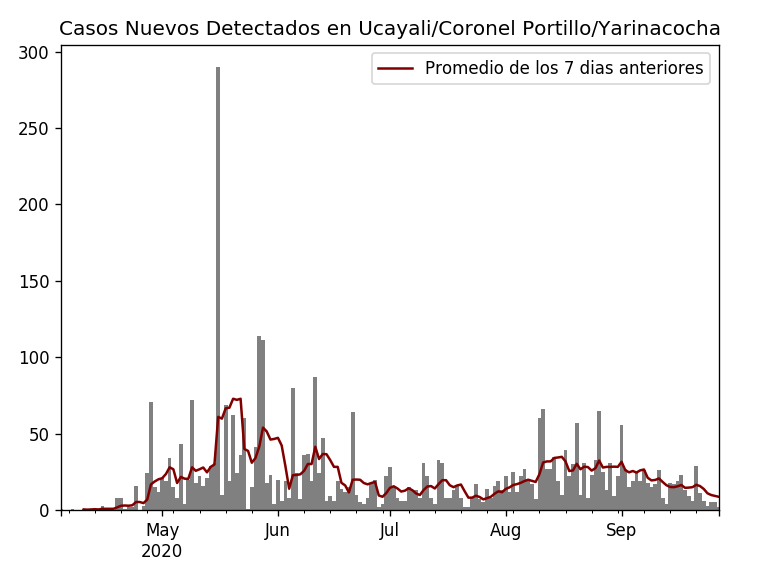 Casos Nuevos Detectados en Ucayali/Coronel Portillo/Yarinacocha
Promedio de los 7 dias anteriores
300
250
200
150
100
50
0
May
2020
Jun
Jul
Aug
Sep